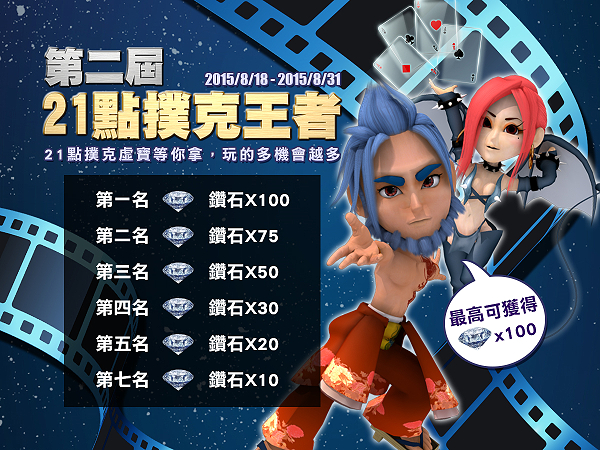 第二屆
2015/8/18 - 2015/8/31
21點撲克王者
21點撲克虛寶等你拿，玩的多機會越多
第一名 鑽石X100
第二名 鑽石X75
第三名 鑽石X50
第四名 鑽石X30
第五名 鑽石X20
第七名 鑽石X10
最高可獲得
x100